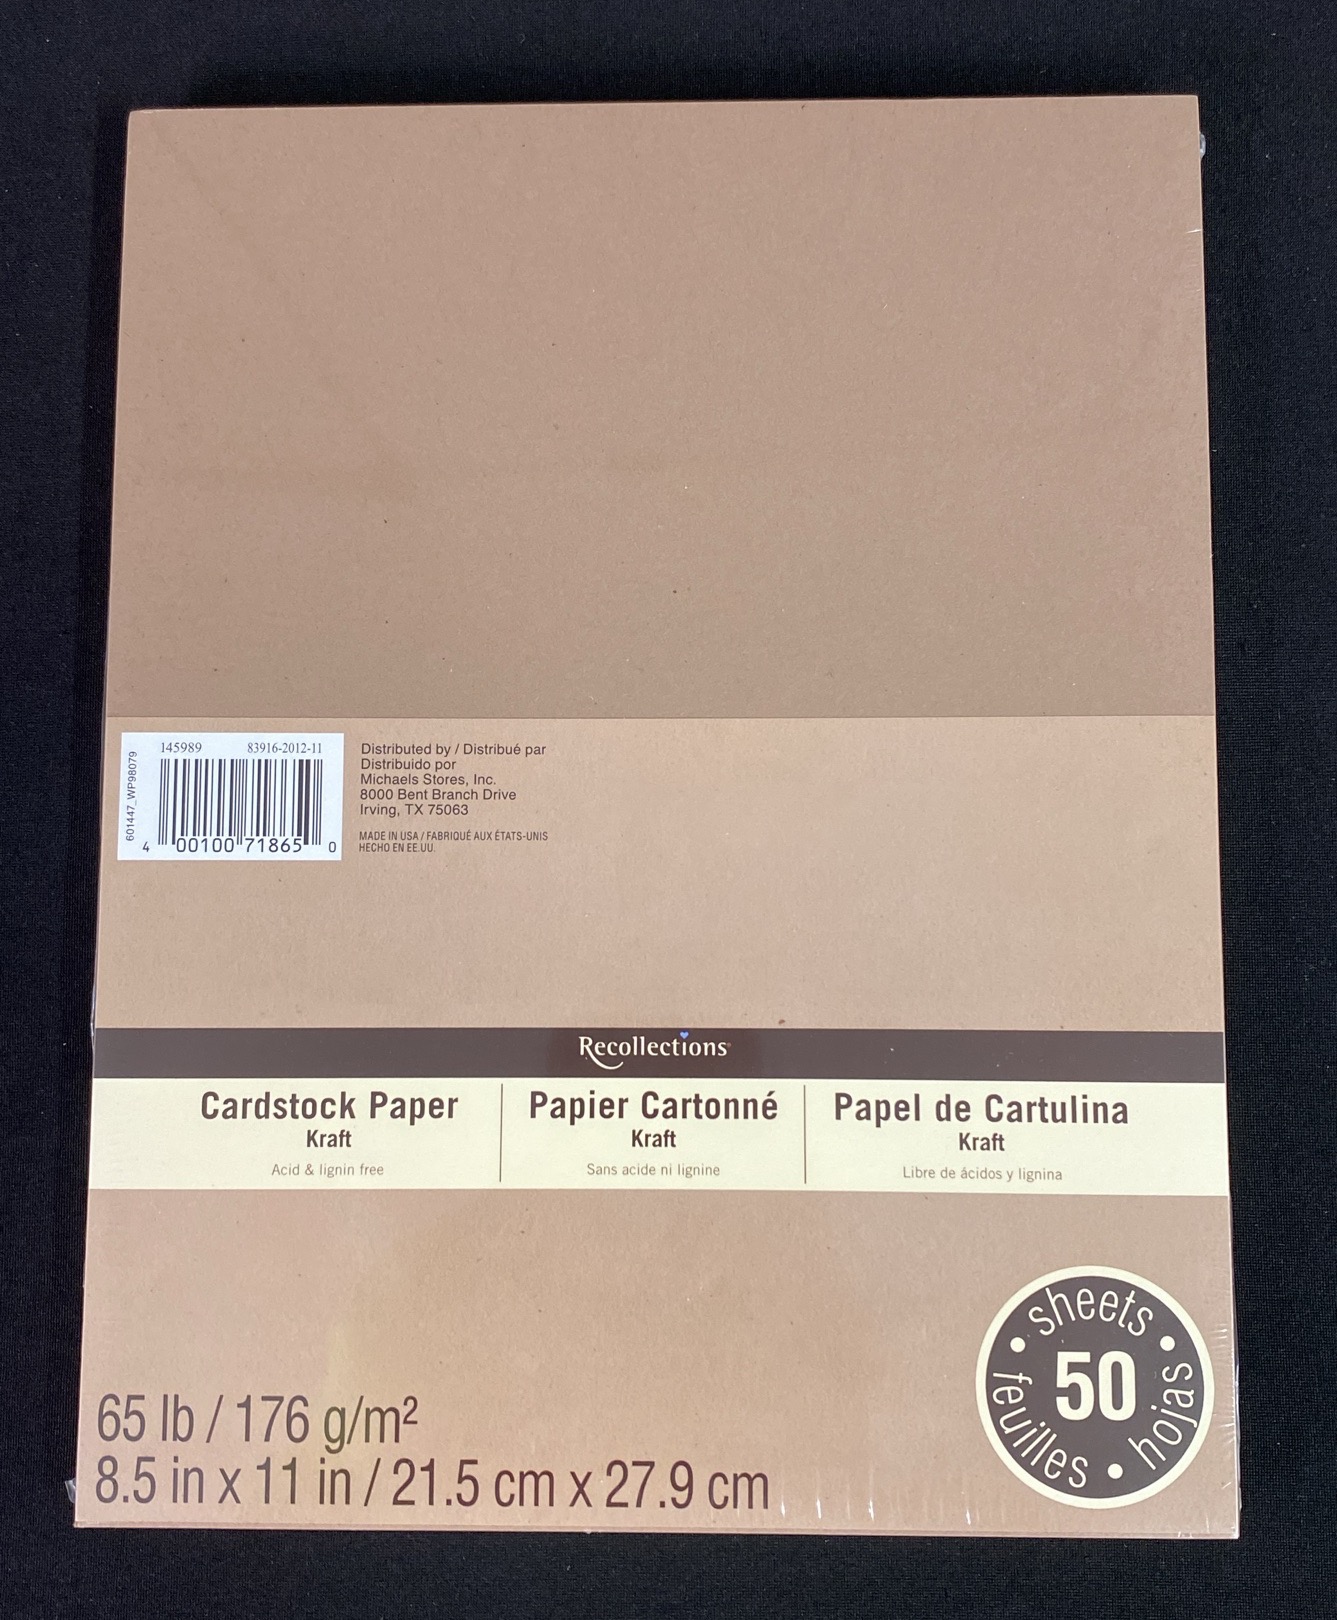 145989 83916-2012-11
601447_WP98079
4 00100 71865 0
Distributed by / Distribué par
Distribuido por
Michaels Stores, Inc.
8000 Bent Branch Drive
Irving, TX 75063
MADE IN USA / FABRIQUÉ AUX ÉTATS-UNIS
HECHO EN EE.UU.
Recollections
Cardstock Paper
Kraft
Acid & lignin free
Papier Cartonné
Kraft
Sans acide ni lignine
Papel de Cartulina
Kraft
Libre de ácidos y lignina
sheets
50
feuilles • hojas
65 lb / 176 g/m²
8.5 in x 11 in / 21.5 cm x 27.9 cm